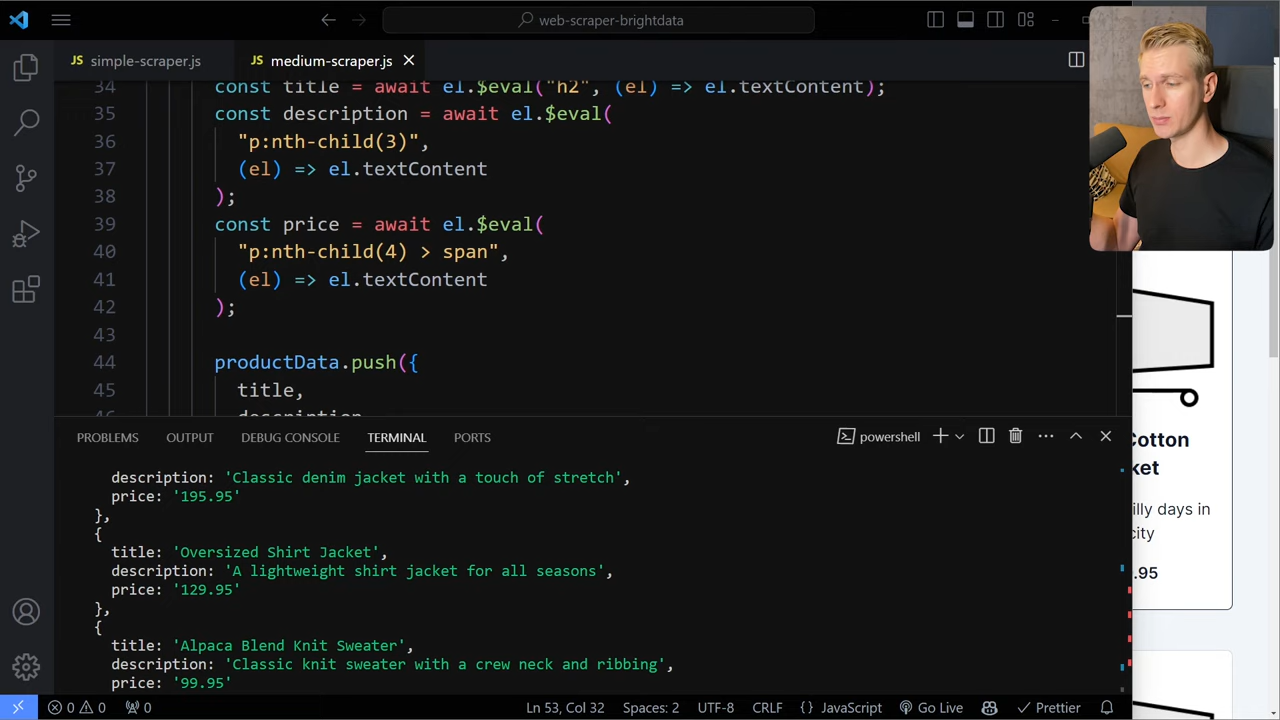 web-scraper-brightdata
JS simple-scraper.js
JS medium-scraper.js
34 const title = await el.$eval("h2", (el) => el.textContent);
35 const description = await el.$eval(
36 "p:nth-child(3)",
37 (el) => el.textContent
38 );
39 const price = await el.$eval(
40 "p:nth-child(4) > span",
41 (el) => el.textContent
42 );
43
44 productData.push({
45 title,
46 description
PROBLEMS OUTPUT DEBUG CONSOLE TERMINAL PORTS
powershell
description: 'Classic denim jacket with a touch of stretch',
price: '195.95'
},
{
title: 'Oversized Shirt Jacket',
description: 'A lightweight shirt jacket for all seasons',
price: '129.95'
},
{
title: 'Alpaca Blend Knit Sweater',
description: 'Classic knit sweater with a crew neck and ribbing',
price: '99.95'
Cotton
ket
illy days in
city
.95
0 0 0 Ln 53, Col 32 Spaces: 2 UTF-8 CRLF {} JavaScript Go Live Prettier